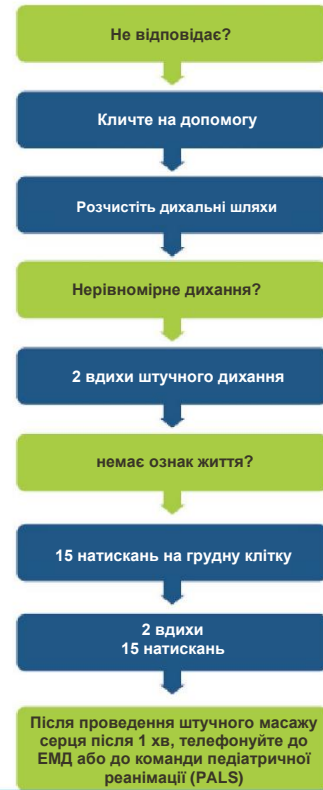 Не відповідає?
Кличте на допомогу
Розчистіть дихальні шляхи
Нерівномірне дихання?
2 вдихи штучного дихання
немає ознак життя?
15 натискань на грудну клітку
2 вдихи
15 натискань
Після проведення штучного масажу
серця після 1 хв, телефонуйте до
ЕМД або до команди педіатричної
реанімації (PALS)